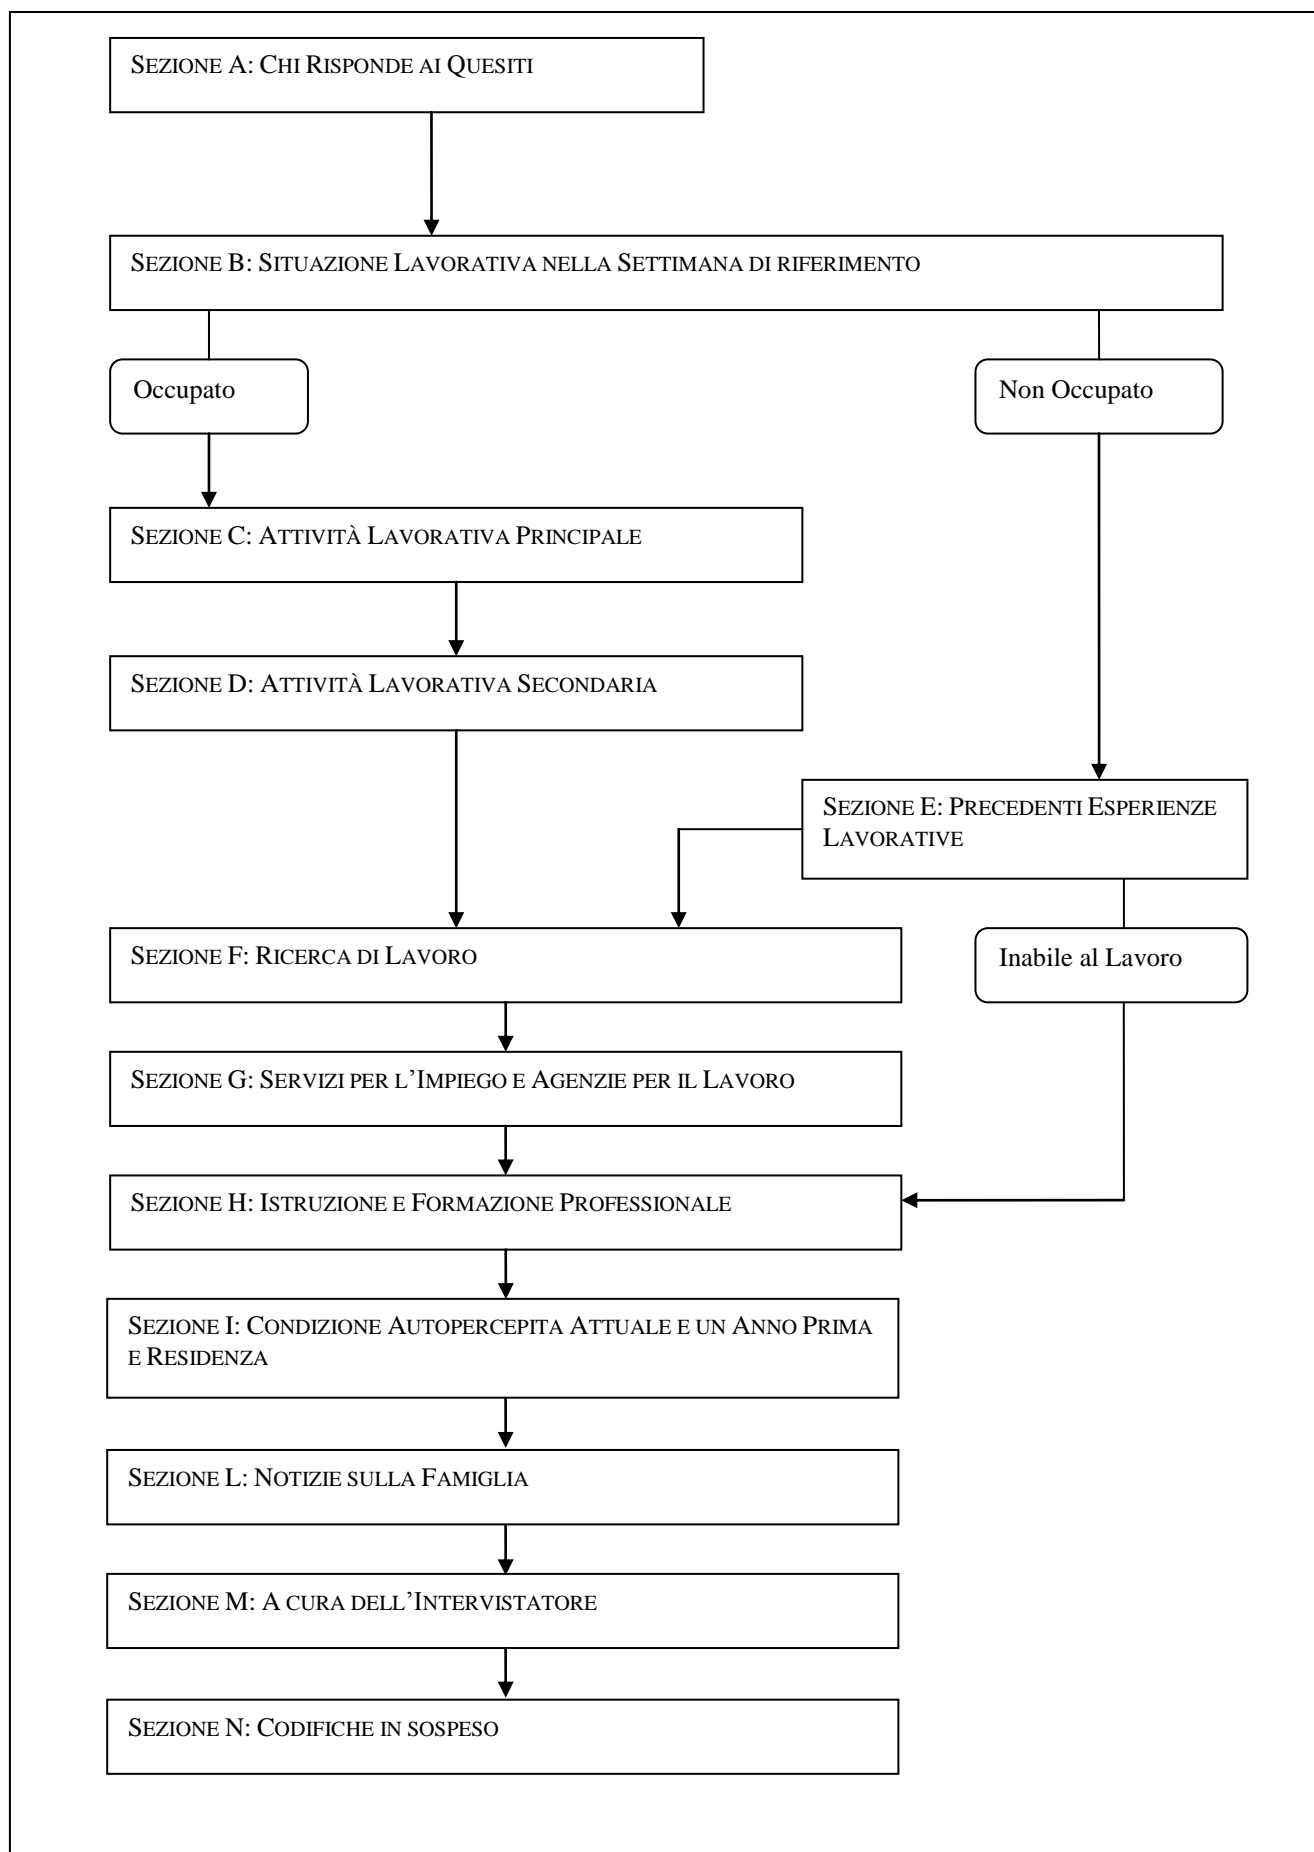 SEZIONE A: CHI RISPONDE AI QUESITI
SEZIONE B: SITUAZIONE LAVORATIVA NELLA SETTIMANA DI RIFERIMENTO
Occupato
Non Occupato
SEZIONE C: ATTIVITÀ LAVORATIVA PRINCIPALE
SEZIONE D: ATTIVITÀ LAVORATIVA SECONDARIA
SEZIONE E: PRECEDENTI ESPERIENZE
LAVORATIVE
SEZIONE F: RICERCA DI LAVORO
Inabile al Lavoro
SEZIONE G: SERVIZI PER L’IMPIEGO E AGENZIE PER IL LAVORO
SEZIONE H: ISTRUZIONE E FORMAZIONE PROFESSIONALE
SEZIONE I: CONDIZIONE AUTOPERCEPITA ATTUALE E UN ANNO PRIMA
E RESIDENZA
SEZIONE L: NOTIZIE SULLA FAMIGLIA
SEZIONE M: A CURA DELL’INTERVISTATORE
SEZIONE N: CODIFICHE IN SOSPESO